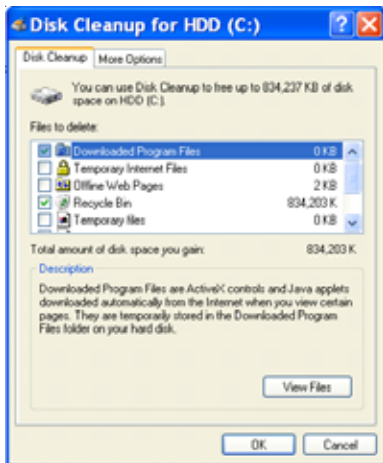 Disk Cleanup for HDD (C:)
Disk Cleanup
More Options
You can use Disk Cleanup to free up to 834,237 KB of disk
space on HDD (C:).
Files to delete:
Downloaded Program Files 0 KB
Temporary Internet Files 0 KB
Offline Web Pages 2 KB
Recycle Bin 834,203 K
Temporary files 0 KB
Total amount of disk space you gain: 834,203 K
Description
Downloaded Program Files are ActiveX controls and Java applets
downloaded automatically from the Internet when you view certain
pages. They are temporarily stored in the Downloaded Program
Files folder on your hard disk.
View Files
OK
Cancel